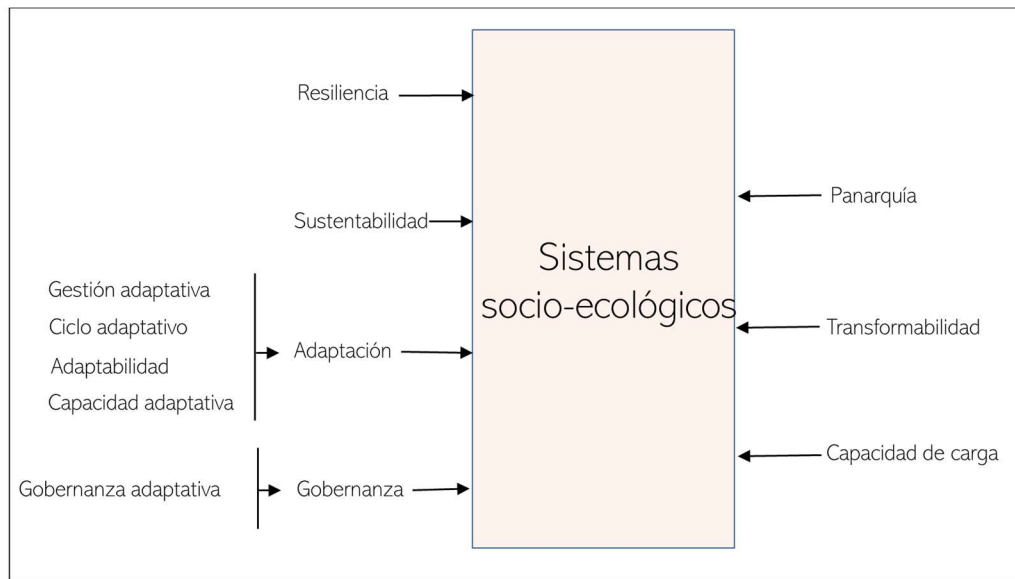 Resiliencia
Sustentabilidad
Gestión adaptativa
Ciclo adaptativo
Adaptabilidad
Capacidad adaptativa
Adaptación
Gobernanza adaptativa
Gobernanza
Sistemas
socio-ecológicos
Panarquía
Transformabilidad
Capacidad de carga